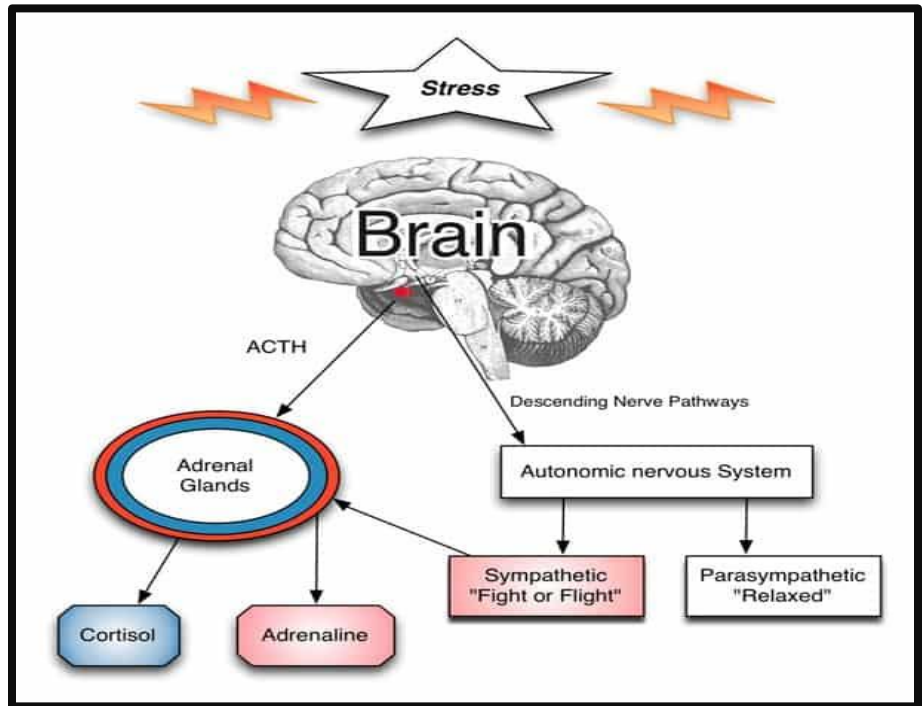 Stress
Brain
ACTH
Descending Nerve Pathways
Adrenal
Glands
Autonomic nervous System
Sympathetic
"Fight or Flight"
Parasympathetic
"Relaxed"
Cortisol
Adrenaline